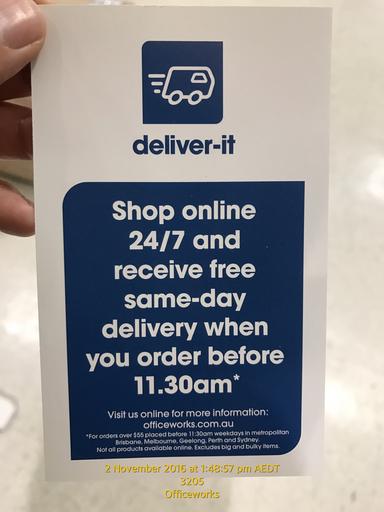 deliver-it
Shop online
24/7 and
receive free
same-day
delivery when
you order before
11.30am*
Visit us online for more information:
officeworks.com.au
*For orders over $55 placed before 11:30am weekdays in metropolitan
Brisbane, Melbourne, Geelong, Perth and Sydney.
Not all products available online. Excludes big and bulky items.
2 November 2016 at 1:48:57 pm AEDT
3205
Officeworks